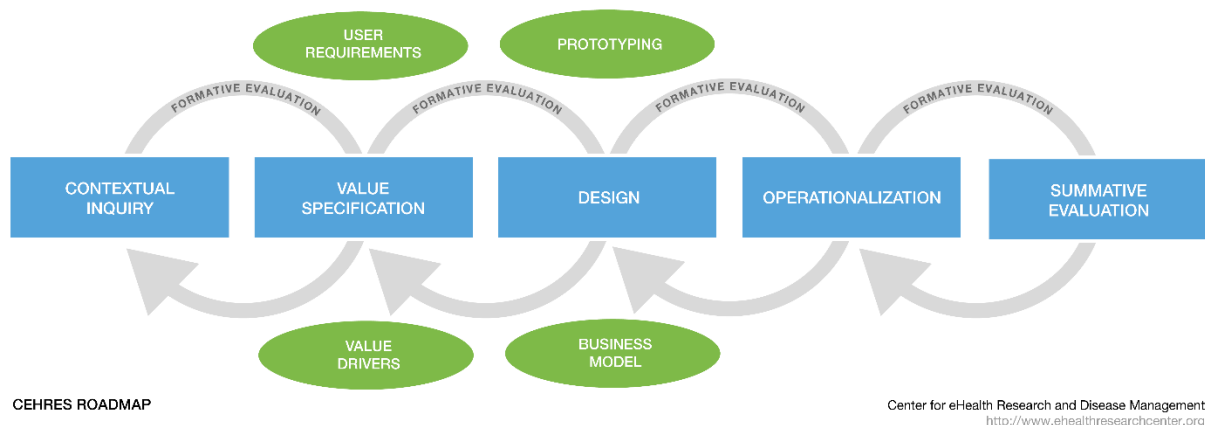 USER
REQUIREMENTS
PROTOTYPING
FORMATIVE EVALUATION
FORMATIVE EVALUATION
FORMATIVE EVALUATION
FORMATIVE EVALUATION
CONTEXTUAL
INQUIRY
VALUE
SPECIFICATION
DESIGN
OPERATIONALIZATION
SUMMATIVE
EVALUATION
VALUE
DRIVERS
BUSINESS
MODEL
CEHRES ROADMAP
Center for eHealth Research and Disease Management
http://www.ehealthresearchcenter.org